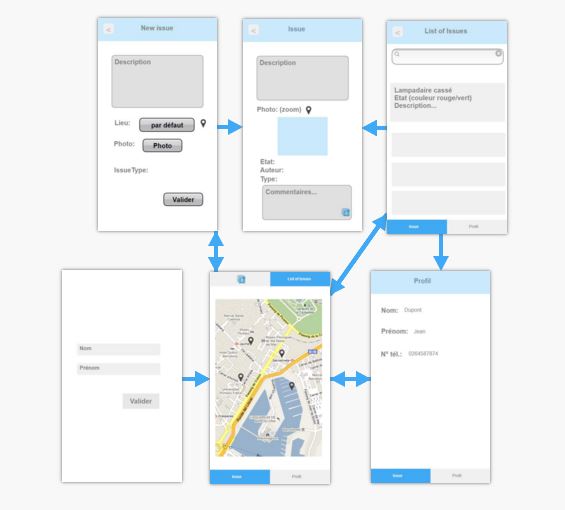 New issue
<
Description
Lieu:
par défaut
Photo:
Photo
IssueType:
Valider
Issue
<
Description
Photo: (zoom)
Etat:
Auteur:
Type:
Commentaires...
List of Issues
<
Lampadaire cassé
Etat (couleur rouge/vert)
Description...
Issue
Profil
Nom
Prénom
Valider
List of Issues
Issue
Profil
Profil
Nom: Dupont
Prénom: Jean
N° tél.: 0264587874
Issue
Profil